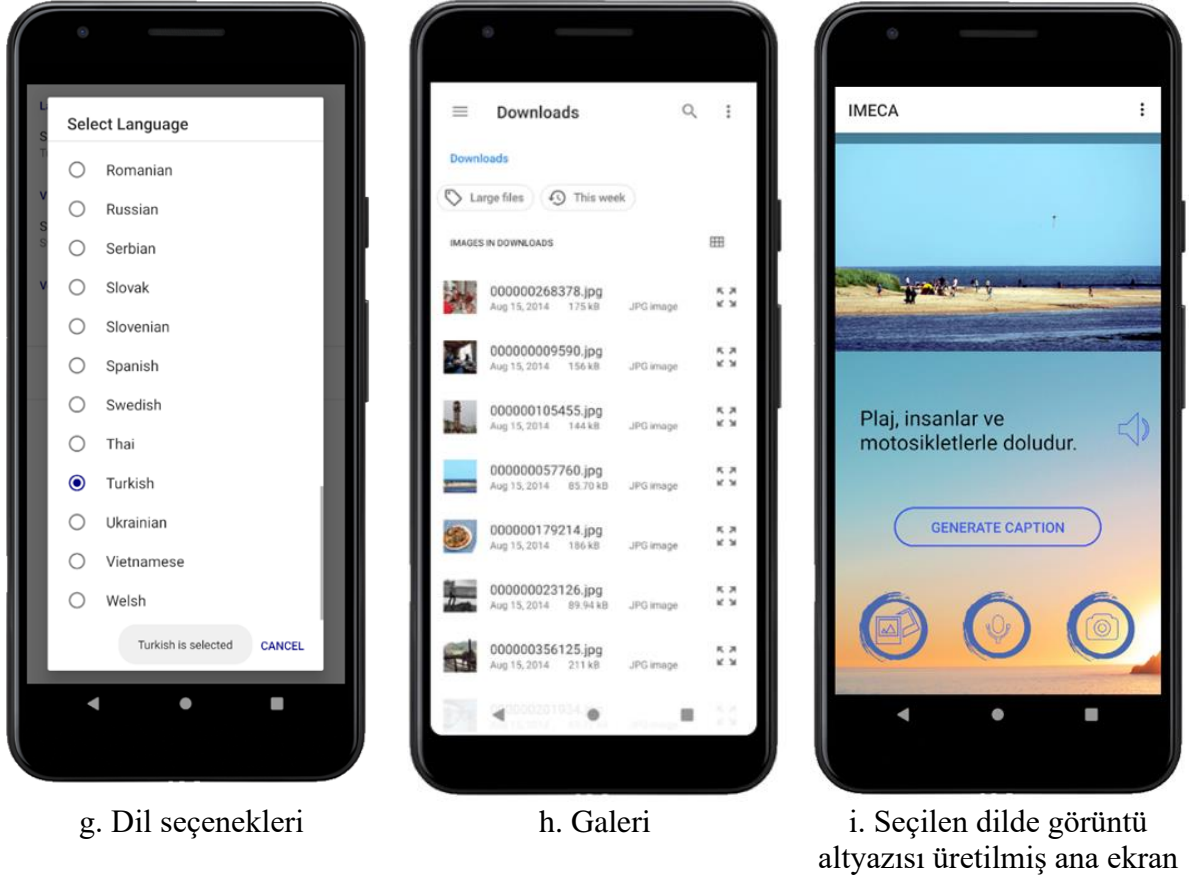 Select Language
Romanian
Russian
Serbian
Slovak
Slovenian
Spanish
Swedish
Thai
Turkish
Ukrainian
Vietnamese
Welsh
Turkish is selected
CANCEL
g. Dil seçenekleri
Downloads
Downloads
Large files
This week
IMAGES IN DOWNLOADS
000000268378.jpg
Aug 15, 2014 175 kB JPG image
000000009590.jpg
Aug 15, 2014 156 kB JPG image
000000105455.jpg
Aug 15, 2014 144 kB JPG image
000000057760.jpg
Aug 15, 2014 85.70 kB JPG image
000000179214.jpg
Aug 15, 2014 186 kB JPG image
000000023126.jpg
Aug 15, 2014 89.94 kB JPG image
000000356125.jpg
Aug 15, 2014 211 kB JPG image
h. Galeri
IMECA
Plaj, insanlar ve
motosikletlerle doludur.
GENERATE CAPTION
i. Seçilen dilde görüntü
altyazısı üretilmiş ana ekran